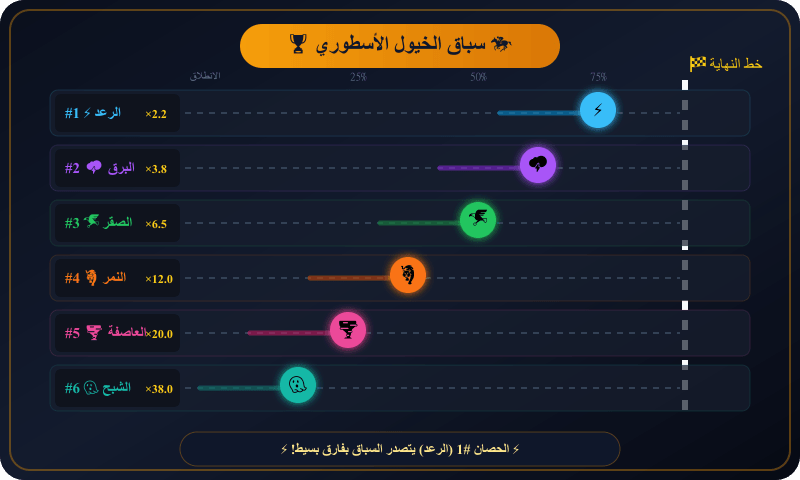 🏇 سباق الخيول الأسطوري 🏆
خط النهاية 🏁
الانطلاق 25% 50% 75%
#1 ⚡ الرعد ×2.2
#2 🌩 البرق ×3.8
#3 🦅 الصقر ×6.5
#4 🐅 النمر ×12.0
#5 🌪 العاصفة ×20.0
#6 👻 الشبح ×38.0
⚡ الحصان #1 (الرعد) يتصدر السباق بفارق بسيط! ⚡